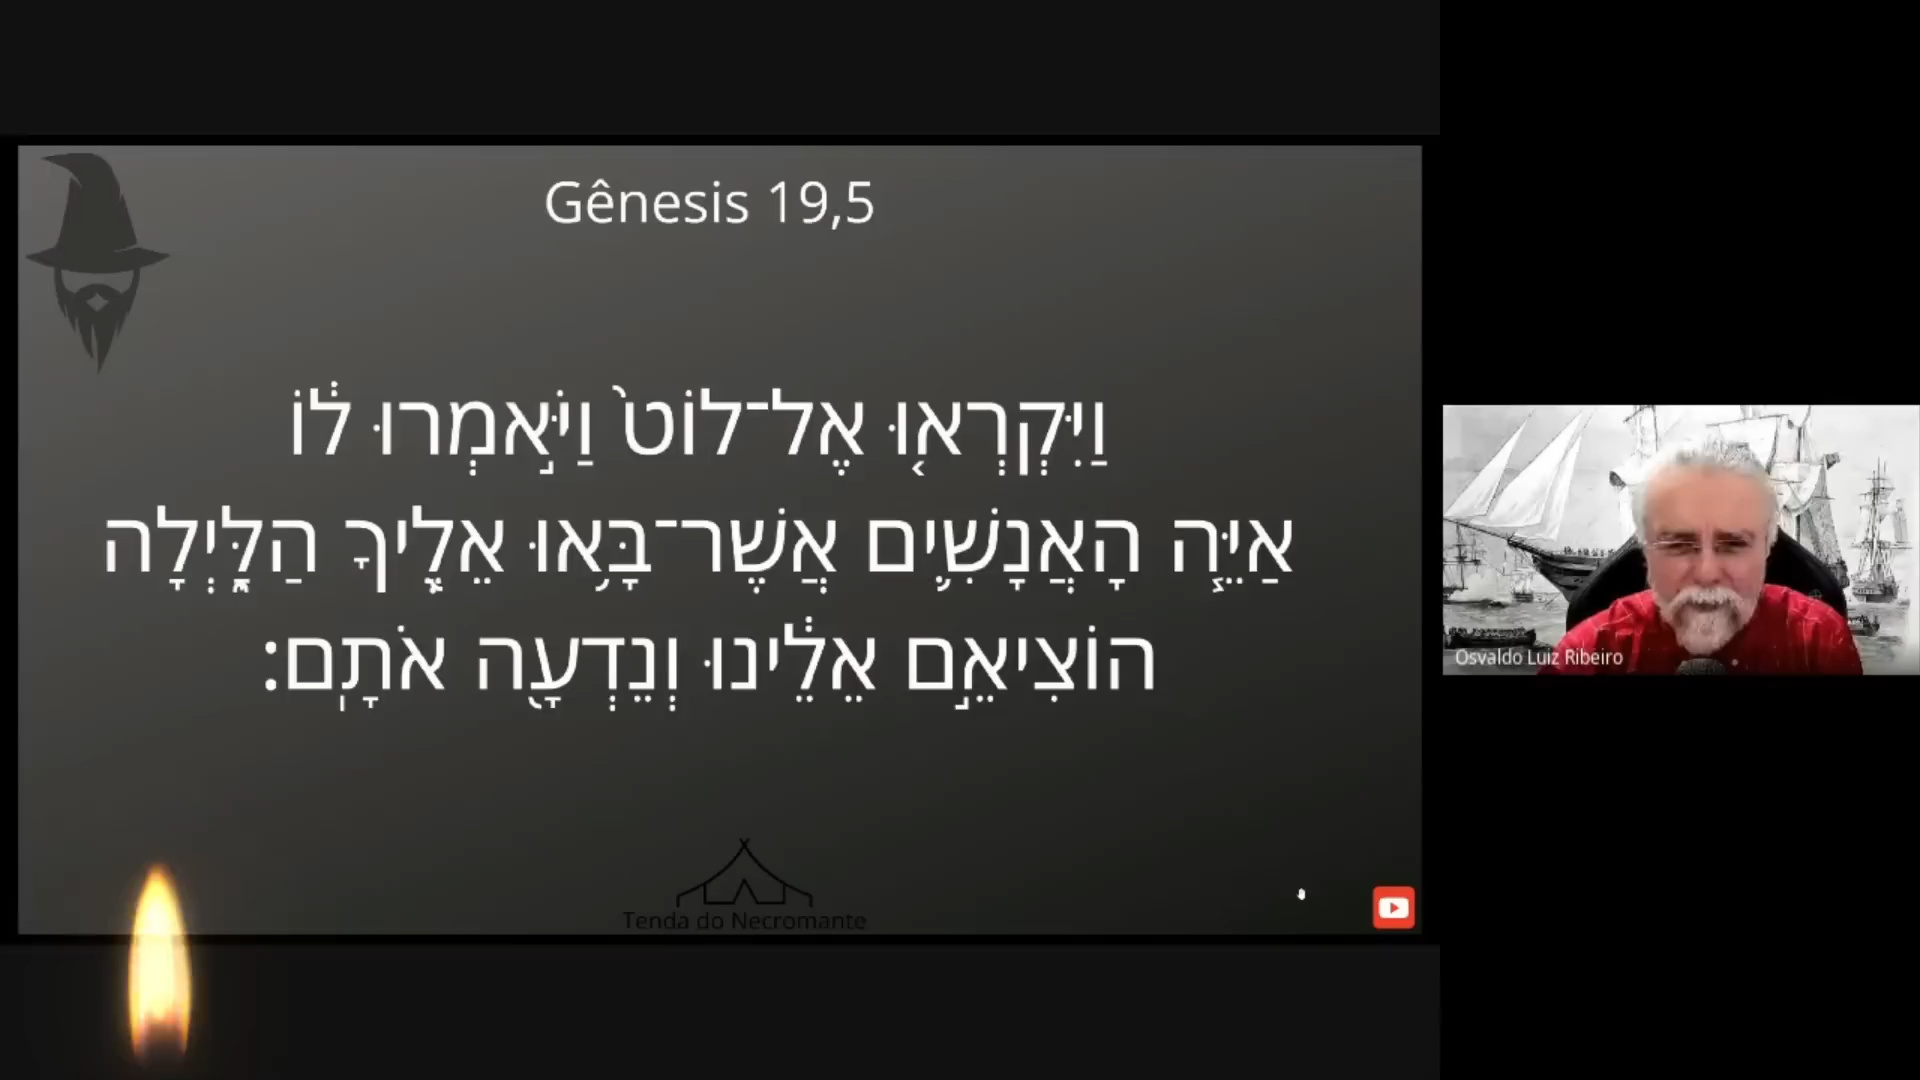 Gênesis 19,5
וַיִּקְרְא֤וּ אֶל־לוֹט֙ וַיֹּ֣אמְרוּ ל֔וֹ
אַיֵּ֧ה הָאֲנָשִׁ֛ים אֲשֶׁר־בָּ֥אוּ אֵלֶ֖יךָ הַלָּ֑יְלָה
הוֹצִיאֵ֣ם אֵלֵ֔ינוּ וְנֵדְעָ֖ה אֹתָֽם׃
Tenda do Necromante
Osvaldo Luiz Ribeiro